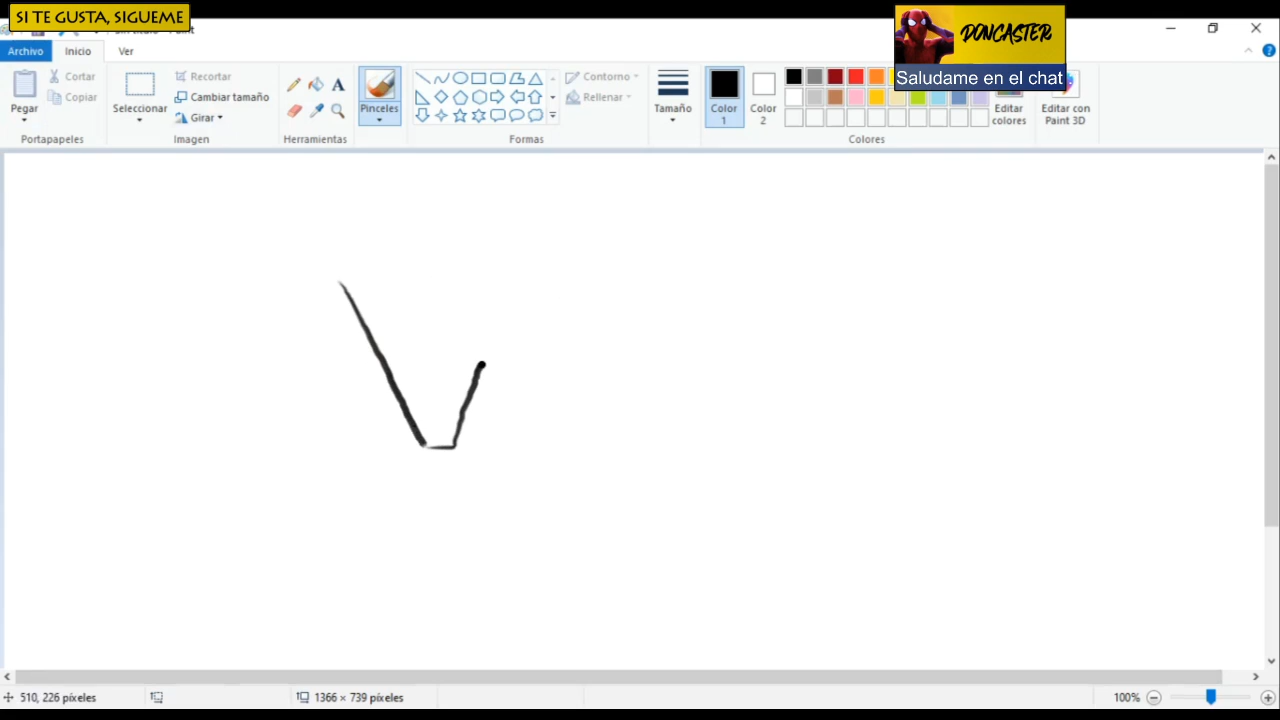 SI TE GUSTA, SIGUEME
DONCASTER
Saludame en el chat
Archivo Inicio Ver
Pegar
Cortar
Copiar
Portapapeles
Seleccionar
Recortar
Cambiar tamaño
Girar
Imagen
A
Herramientas
Pinceles
Contorno
Rellenar
Formas
Tamaño
Color 1
Color 2
Editar colores
Colores
Editar con Paint 3D
510, 226 píxeles
1366 × 739 píxeles
100%